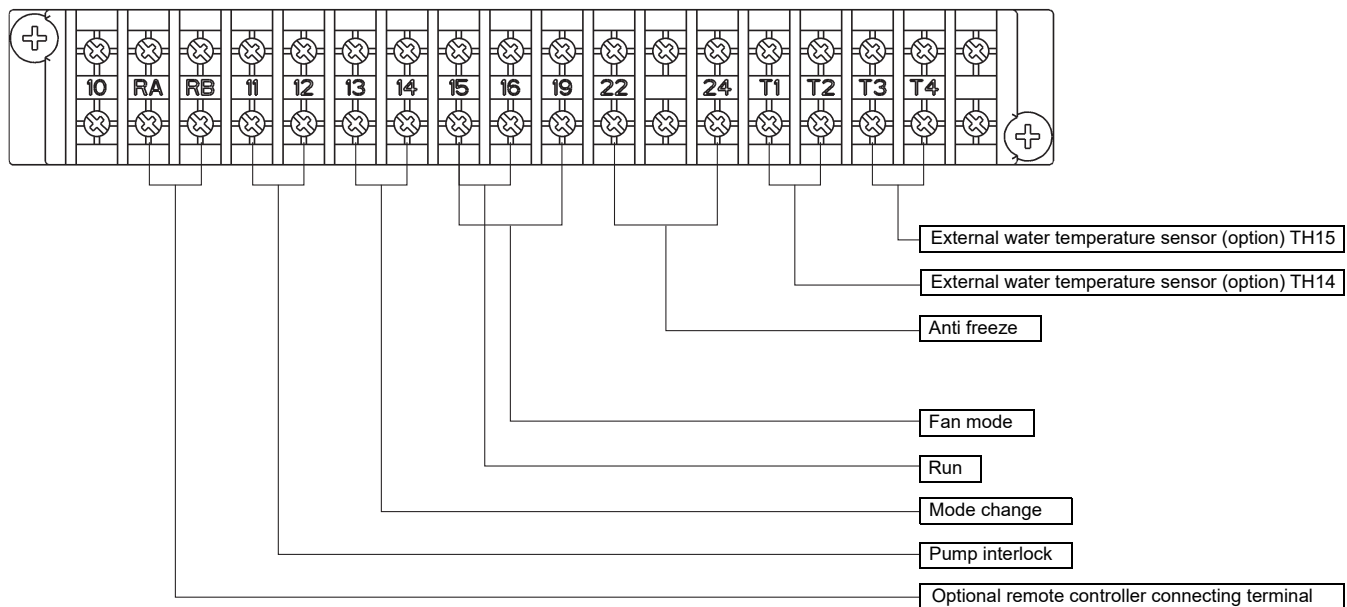 10 RA RB 11 12 13 14 15 16 19 22 24 T1 T2 T3 T4
External water temperature sensor (option) TH15
External water temperature sensor (option) TH14
Anti freeze
Fan mode
Run
Mode change
Pump interlock
Optional remote controller connecting terminal